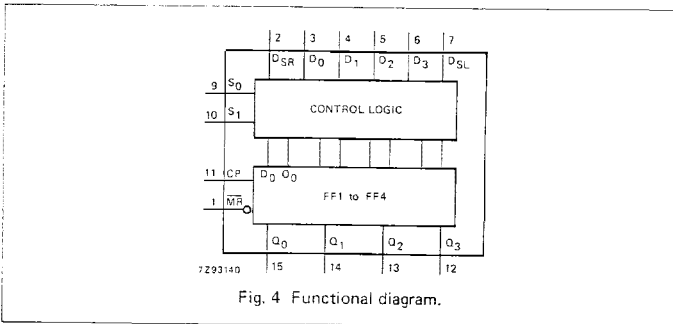 2 3 4 5 6 7
DSR D0 D1 D2 D3 DSL
9 S0
CONTROL LOGIC
10 S1
D0 O0
11 CP
FF1 to FF4
1 MR
Q0 Q1 Q2 Q3
7Z93140 15 14 13 12
Fig. 4 Functional diagram.